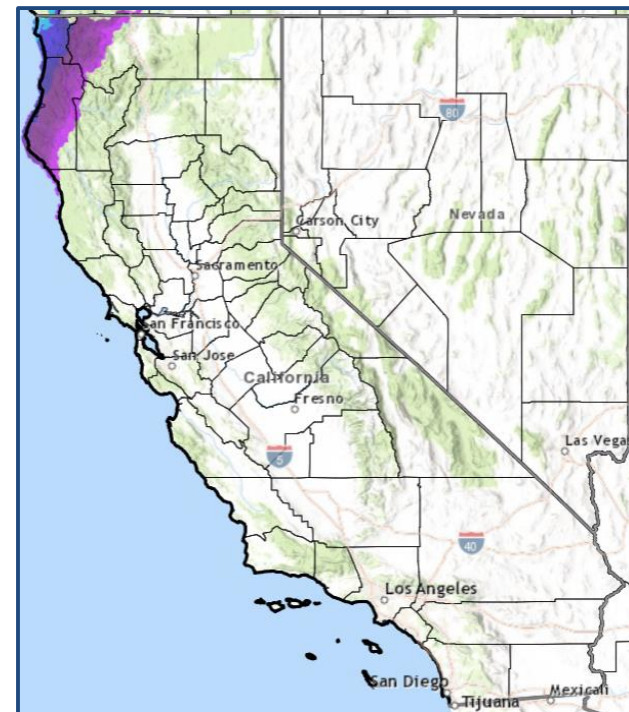 80
Carson City
Nevada
Sacramento
San Francisco
San Jose
California
Fresno
Las Vegas
5
40
Los Angeles
San Diego
Tijuana
Mexicali